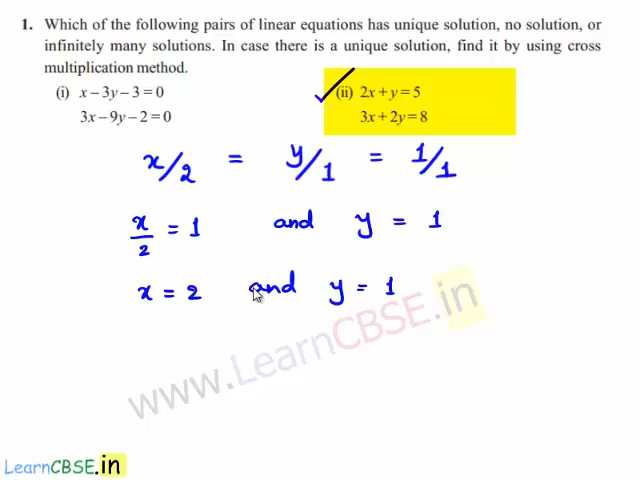 1. Which of the following pairs of linear equations has unique solution, no solution, or
infinitely many solutions. In case there is a unique solution, find it by using cross
multiplication method.
(i) x – 3y – 3 = 0
(ii) 2x + y = 5
3x – 9y – 2 = 0
3x + 2y = 8
x/2 = y/1 = 1/1
x/2 = 1 and y = 1
x = 2 and y = 1
www.LearnCBSE.in
LearnCBSE.in